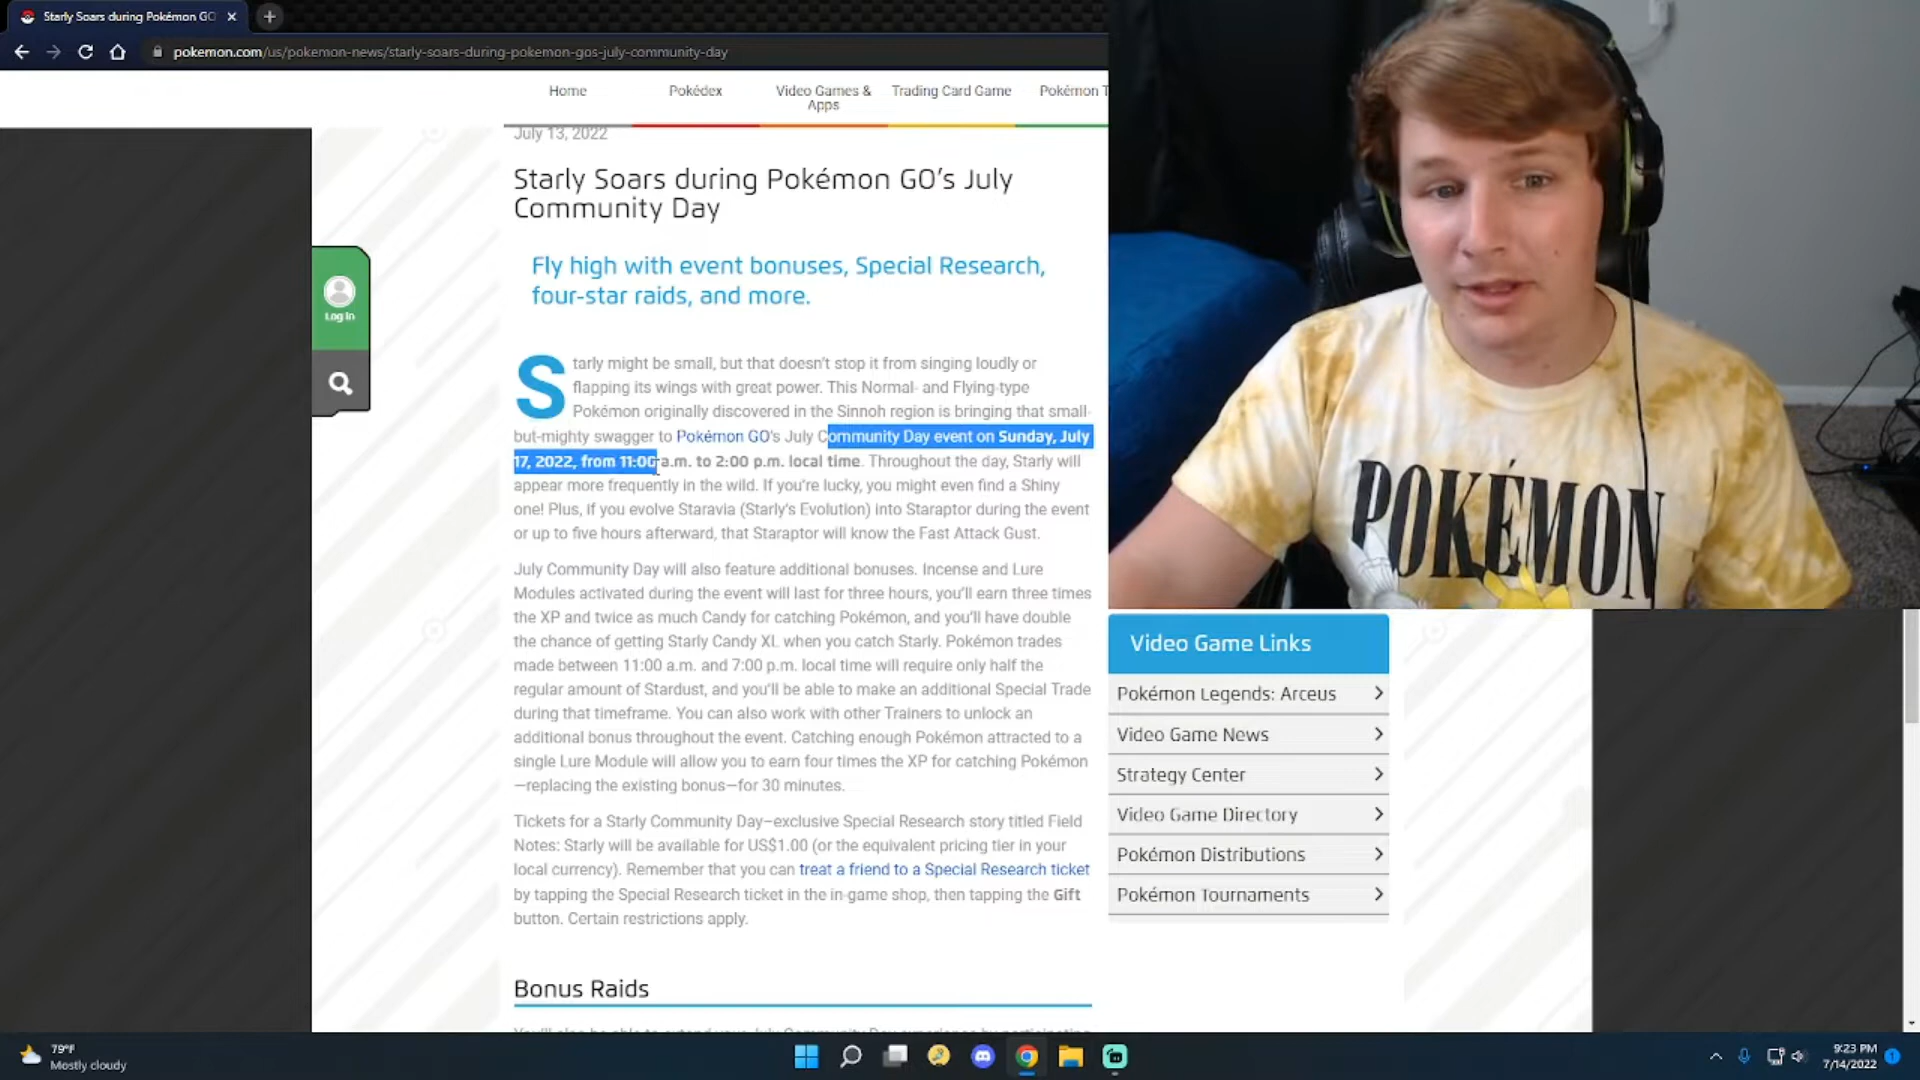 Starly Soars during Pokémon GO
pokemon.com/us/pokemon-news/starly-soars-during-pokemon-gos-july-community-day
Home
Pokédex
Video Games &
Apps
Trading Card Game
Pokémon T
July 13, 2022
Starly Soars during Pokémon GO's July
Community Day
Fly high with event bonuses, Special Research,
four-star raids, and more.
Log In
Starly might be small, but that doesn't stop it from singing loudly or
flapping its wings with great power. This Normal- and Flying-type
Pokémon originally discovered in the Sinnoh region is bringing that small-
but-mighty swagger to Pokémon GO's July Community Day event on Sunday, July
17, 2022, from 11:00 a.m. to 2:00 p.m. local time. Throughout the day, Starly will
appear more frequently in the wild. If you're lucky, you might even find a Shiny
one! Plus, if you evolve Staravia (Starly's Evolution) into Staraptor during the event
or up to five hours afterward, that Staraptor will know the Fast Attack Gust.
July Community Day will also feature additional bonuses. Incense and Lure
Modules activated during the event will last for three hours, you'll earn three times
the XP and twice as much Candy for catching Pokémon, and you'll have double
the chance of getting Starly Candy XL when you catch Starly. Pokémon trades
made between 11:00 a.m. and 7:00 p.m. local time will require only half the
regular amount of Stardust, and you'll be able to make an additional Special Trade
during that timeframe. You can also work with other Trainers to unlock an
additional bonus throughout the event. Catching enough Pokémon attracted to a
single Lure Module will allow you to earn four times the XP for catching Pokémon
—replacing the existing bonus—for 30 minutes.
Tickets for a Starly Community Day–exclusive Special Research story titled Field
Notes: Starly will be available for US$1.00 (or the equivalent pricing tier in your
local currency). Remember that you can treat a friend to a Special Research ticket
by tapping the Special Research ticket in the in-game shop, then tapping the Gift
button. Certain restrictions apply.
Bonus Raids
POKÉMON
Video Game Links
Pokémon Legends: Arceus
Video Game News
Strategy Center
Video Game Directory
Pokémon Distributions
Pokémon Tournaments
79°F
Mostly cloudy
9:23 PM
7/14/2022
1